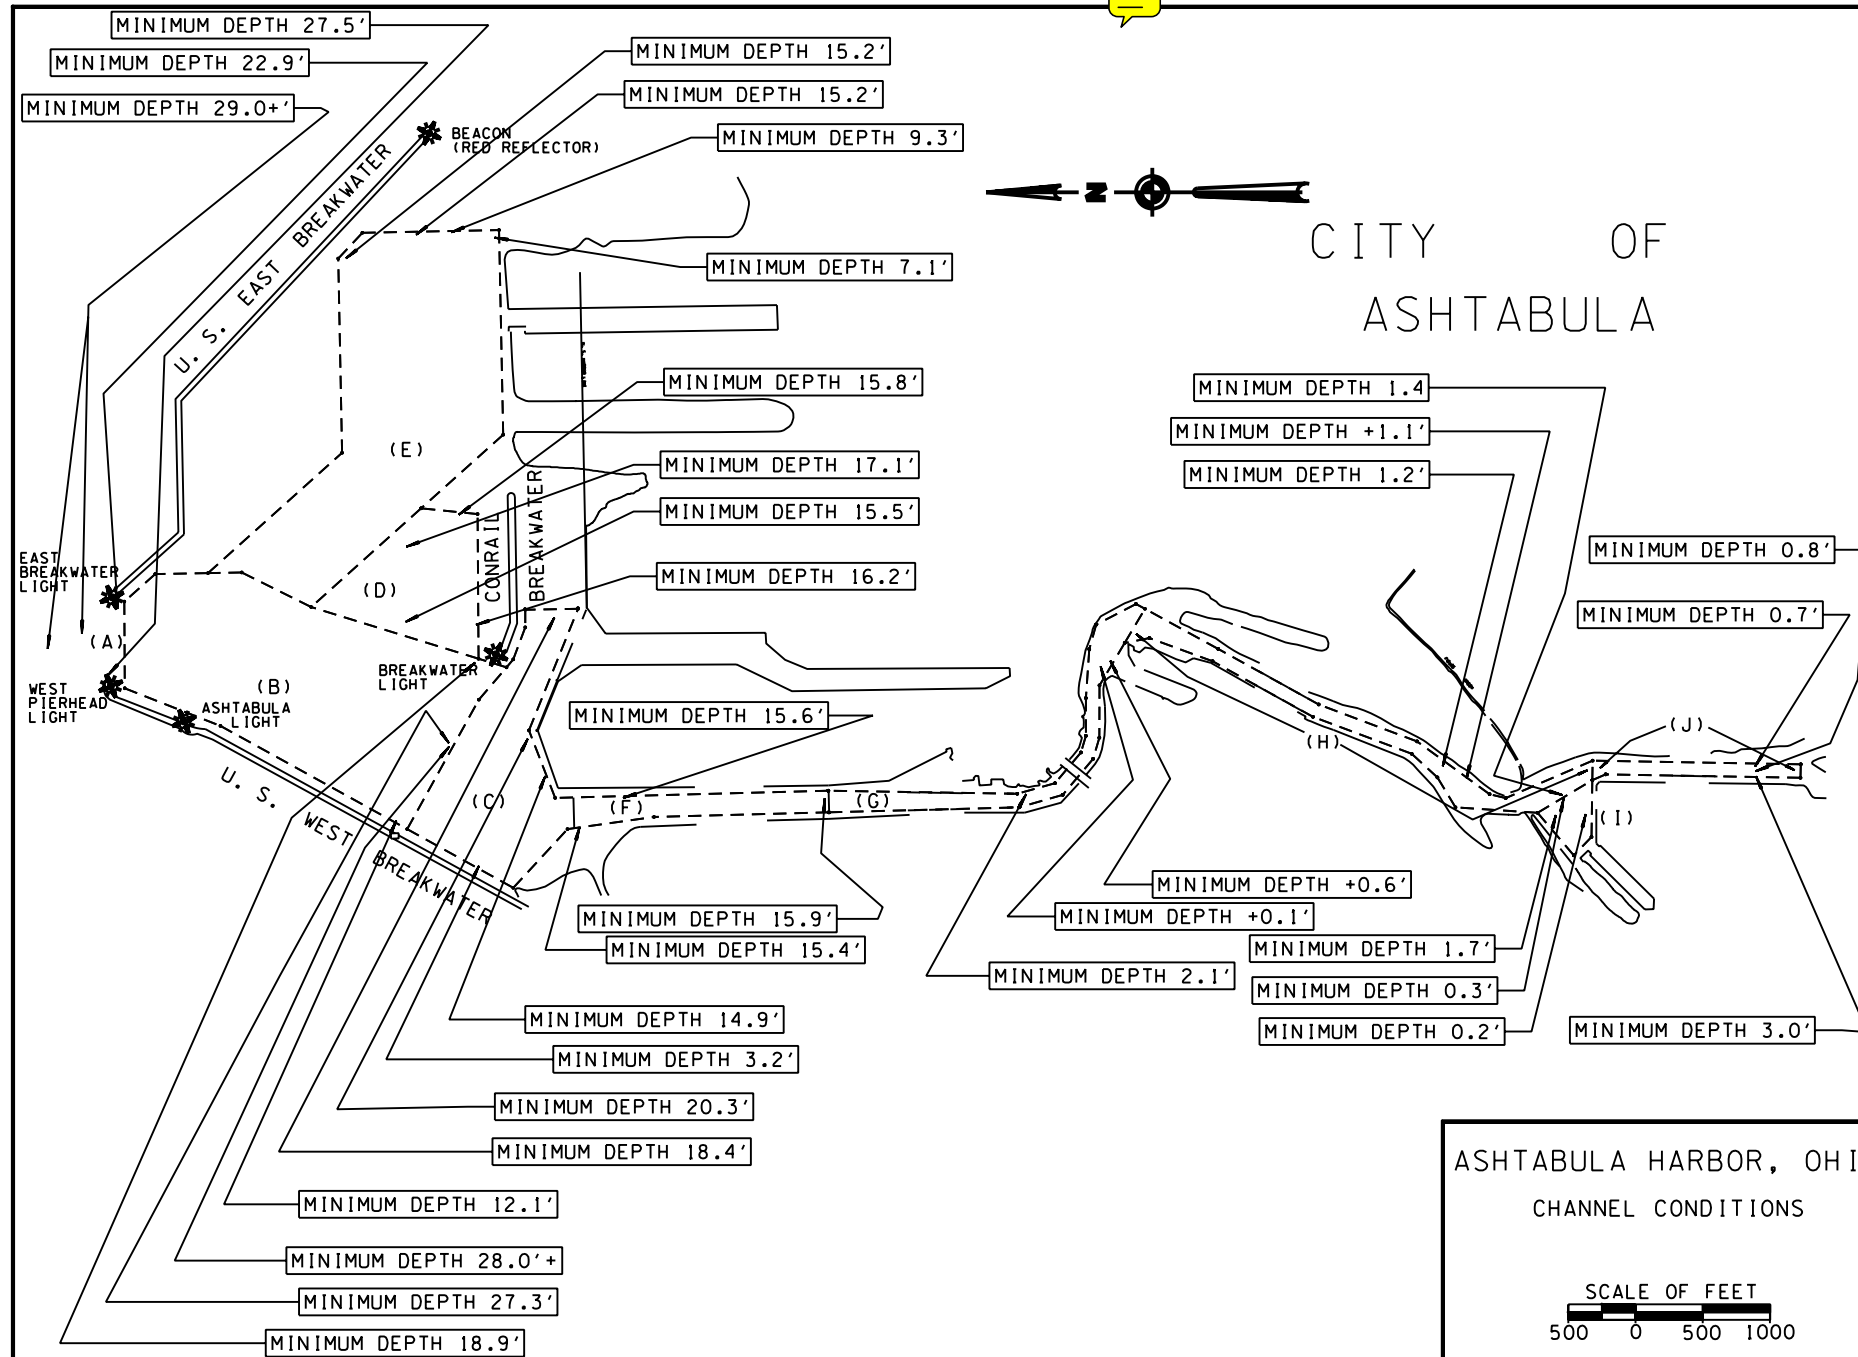 MINIMUM DEPTH 27.5'
MINIMUM DEPTH 22.9'
MINIMUM DEPTH 29.0+'
MINIMUM DEPTH 15.2'
MINIMUM DEPTH 15.2'
MINIMUM DEPTH 9.3'
BEACON
(RED REFLECTOR)
U. S. EAST BREAKWATER
N
CITY OF
ASHTABULA
MINIMUM DEPTH 7.1'
MINIMUM DEPTH 15.8'
MINIMUM DEPTH 1.4
MINIMUM DEPTH +1.1'
MINIMUM DEPTH 1.2'
(E)
MINIMUM DEPTH 17.1'
MINIMUM DEPTH 15.5'
MINIMUM DEPTH 16.2'
CONRAIL
BREAKWATER
MINIMUM DEPTH 0.8'
MINIMUM DEPTH 0.7'
EAST
BREAKWATER
LIGHT
(D)
(A)
WEST
PIERHEAD
LIGHT
(B)
ASHTABULA
LIGHT
BREAKWATER
LIGHT
MINIMUM DEPTH 15.6'
(H)
(J)
U. S. WEST BREAKWATER
(C)
(F)
(G)
(I)
MINIMUM DEPTH +0.6'
MINIMUM DEPTH +0.1'
MINIMUM DEPTH 15.9'
MINIMUM DEPTH 15.4'
MINIMUM DEPTH 1.7'
MINIMUM DEPTH 2.1'
MINIMUM DEPTH 0.3'
MINIMUM DEPTH 0.2'
MINIMUM DEPTH 3.0'
MINIMUM DEPTH 14.9'
MINIMUM DEPTH 3.2'
MINIMUM DEPTH 20.3'
MINIMUM DEPTH 18.4'
MINIMUM DEPTH 12.1'
MINIMUM DEPTH 28.0'+
MINIMUM DEPTH 27.3'
MINIMUM DEPTH 18.9'
ASHTABULA HARBOR, OHI
CHANNEL CONDITIONS
SCALE OF FEET
500 0 500 1000